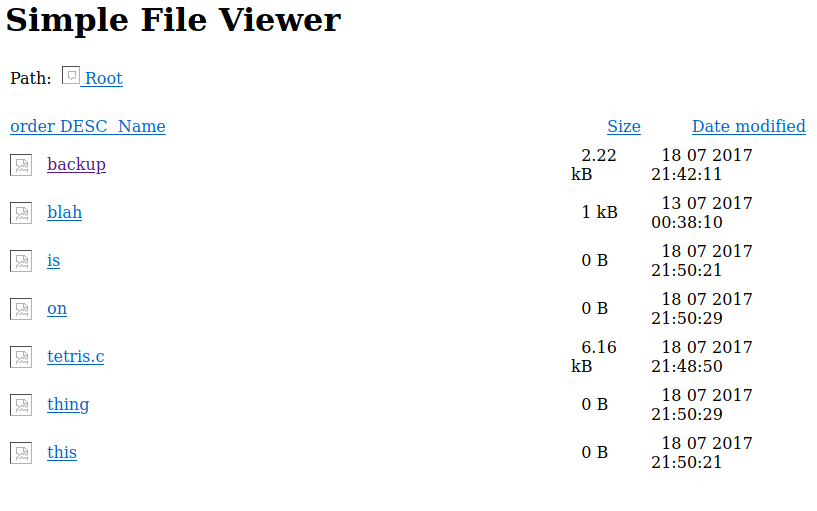 Simple File Viewer
Path: Root
order DESC Name Size Date modified
backup 2.22 kB 18 07 2017 21:42:11
blah 1 kB 13 07 2017 00:38:10
is 0 B 18 07 2017 21:50:21
on 0 B 18 07 2017 21:50:29
tetris.c 6.16 kB 18 07 2017 21:48:50
thing 0 B 18 07 2017 21:50:29
this 0 B 18 07 2017 21:50:21